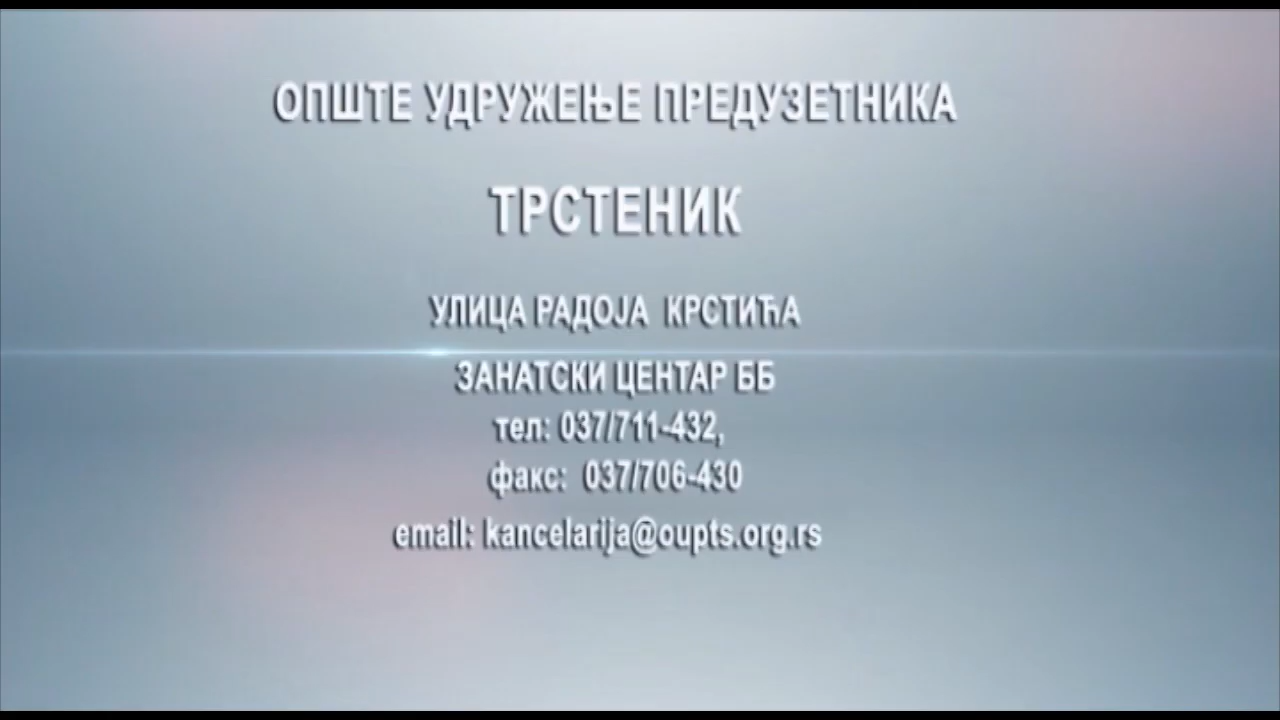 ОПШТЕ УДРУЖЕЊЕ ПРЕДУЗЕТНИКА
ТРСТЕНИК
УЛИЦА РАДОЈА КРСТИЋА
ЗАНАТСКИ ЦЕНТАР ББ
тел: 037/711-432,
факс: 037/706-430
email: kancelarija@oupts.org.rs